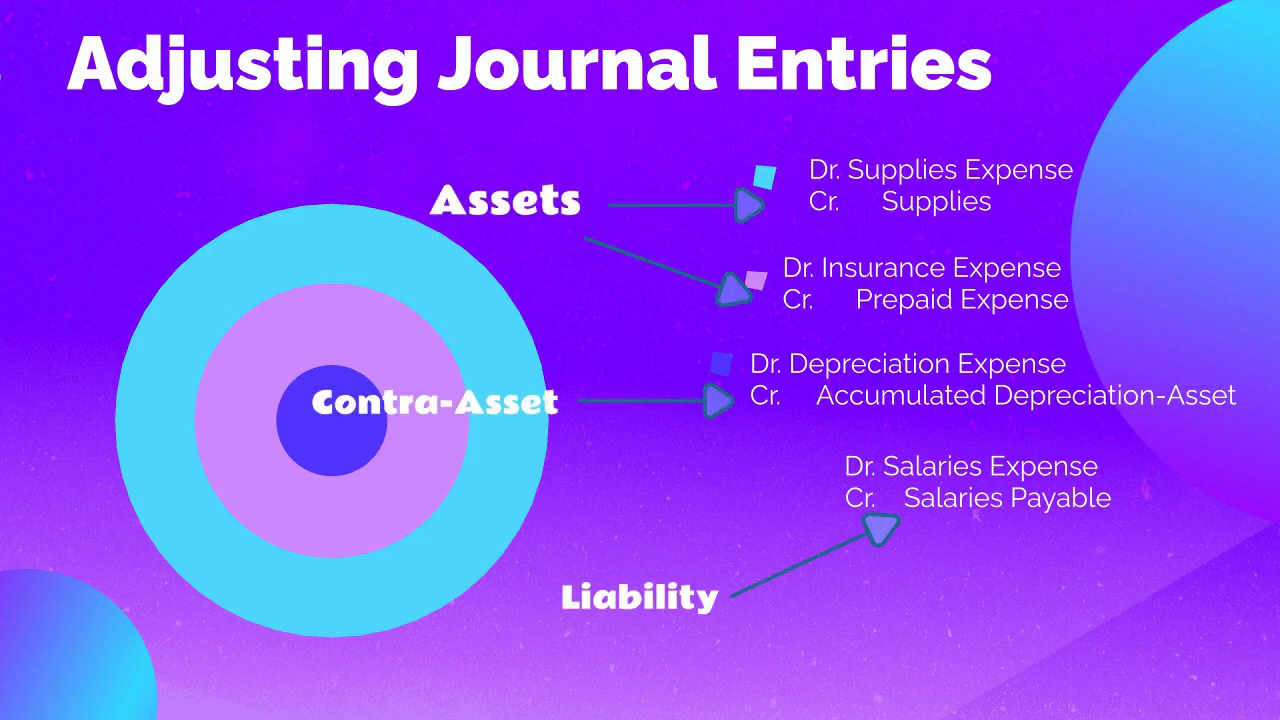 Adjusting Journal Entries
Assets
Dr. Supplies Expense
Cr. Supplies
Dr. Insurance Expense
Cr. Prepaid Expense
Contra-Asset
Dr. Depreciation Expense
Cr. Accumulated Depreciation-Asset
Dr. Salaries Expense
Cr. Salaries Payable
Liability